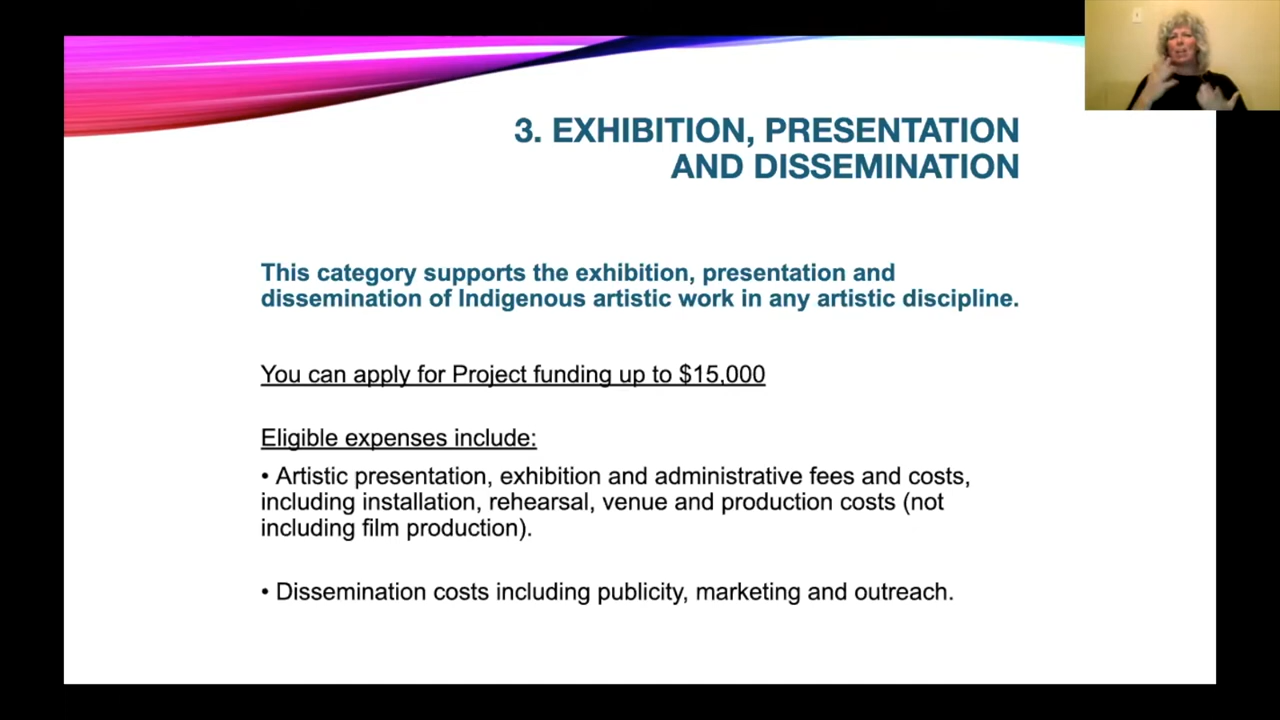 3. EXHIBITION, PRESENTATION
AND DISSEMINATION
This category supports the exhibition, presentation and
dissemination of Indigenous artistic work in any artistic discipline.
You can apply for Project funding up to $15,000
Eligible expenses include:
• Artistic presentation, exhibition and administrative fees and costs,
including installation, rehearsal, venue and production costs (not
including film production).
• Dissemination costs including publicity, marketing and outreach.